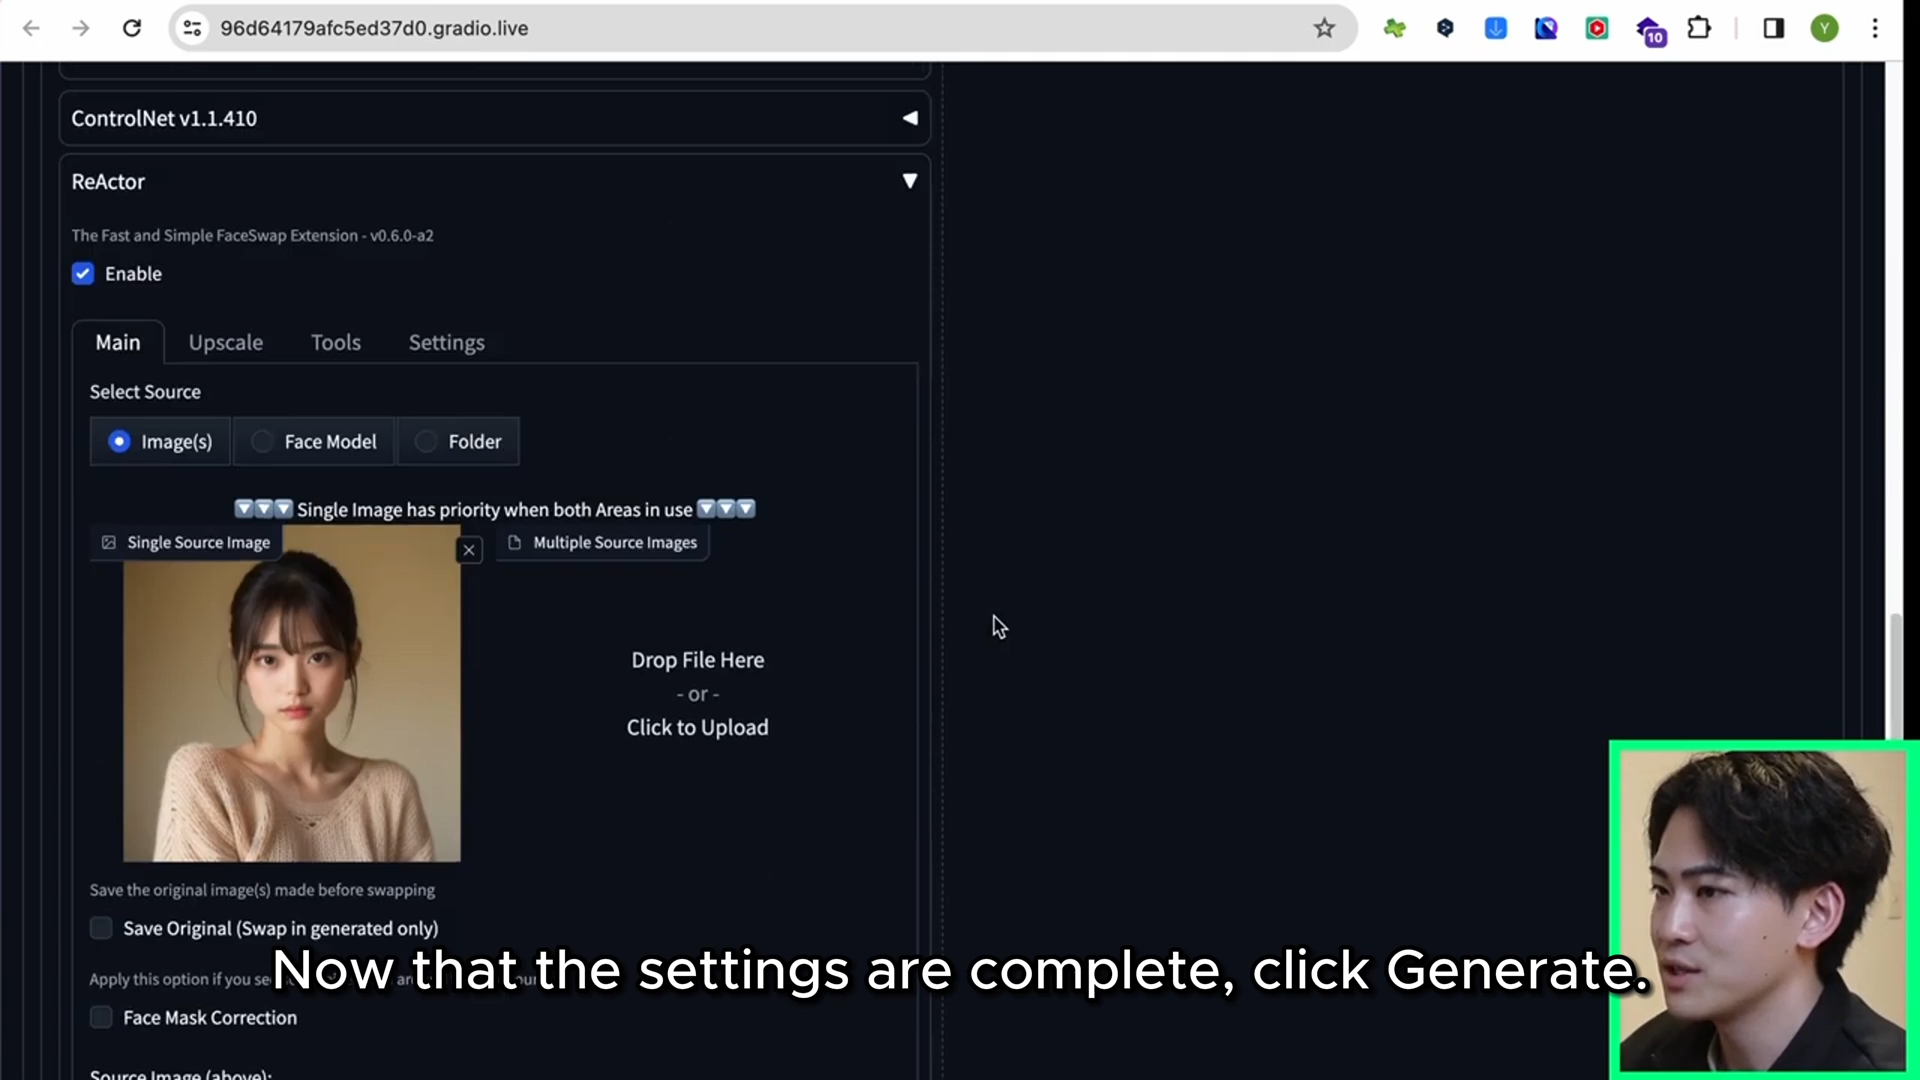 96d64179afc5ed37d0.gradio.live
10
Y
ControlNet v1.1.410
ReActor
The Fast and Simple FaceSwap Extension - v0.6.0-a2
Enable
Main Upscale Tools Settings
Select Source
Image(s) Face Model Folder
Single Image has priority when both Areas in use
Single Source Image
Multiple Source Images
Drop File Here
- or -
Click to Upload
Save the original image(s) made before swapping
Save Original (Swap in generated only)
Now that the settings are complete, click Generate.
Apply this option if you
Face Mask Correction
Source Image (above):